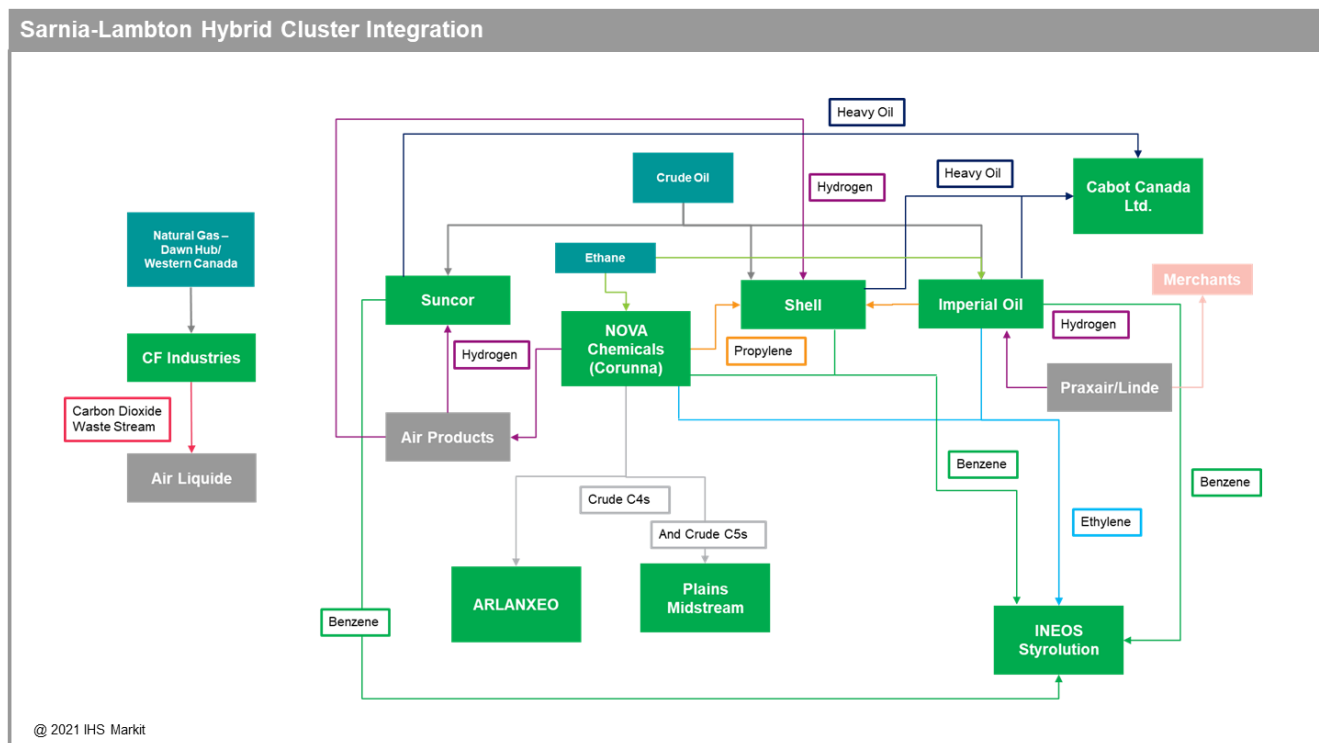 Sarnia-Lambton Hybrid Cluster Integration
Heavy Oil
Crude Oil
Hydrogen
Heavy Oil
Cabot Canada
Ltd.
Natural Gas –
Dawn Hub/
Western Canada
Ethane
Merchants
Suncor
Shell
Imperial Oil
NOVA
Chemicals
(Corunna)
Hydrogen
CF Industries
Hydrogen
Propylene
Praxair/Linde
Carbon Dioxide
Waste Stream
Air Products
Air Liquide
Benzene
Benzene
Crude C4s
Ethylene
And Crude C5s
ARLANXEO
Plains
Midstream
Benzene
INEOS
Styrolution
@ 2021 IHS Markit